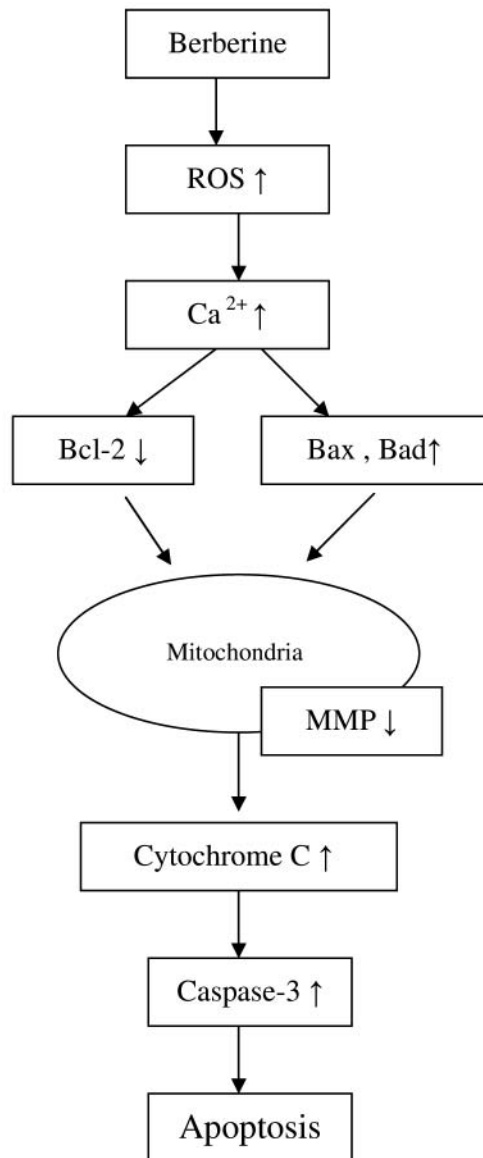 Berberine
ROS ↑
Ca 2+ ↑
Bcl-2 ↓
Bax , Bad↑
Mitochondria
MMP ↓
Cytochrome C ↑
Caspase-3 ↑
Apoptosis